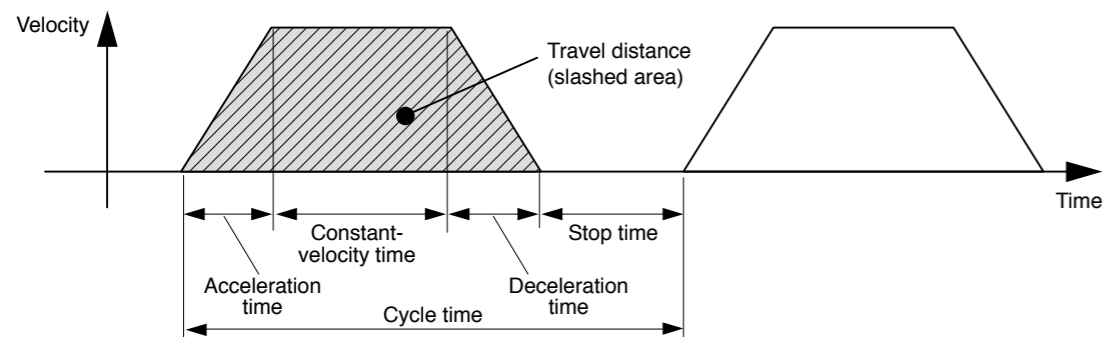 Velocity
Travel distance
(slashed area)
Time
Constant-
velocity time
Stop time
Acceleration
time
Deceleration
time
Cycle time